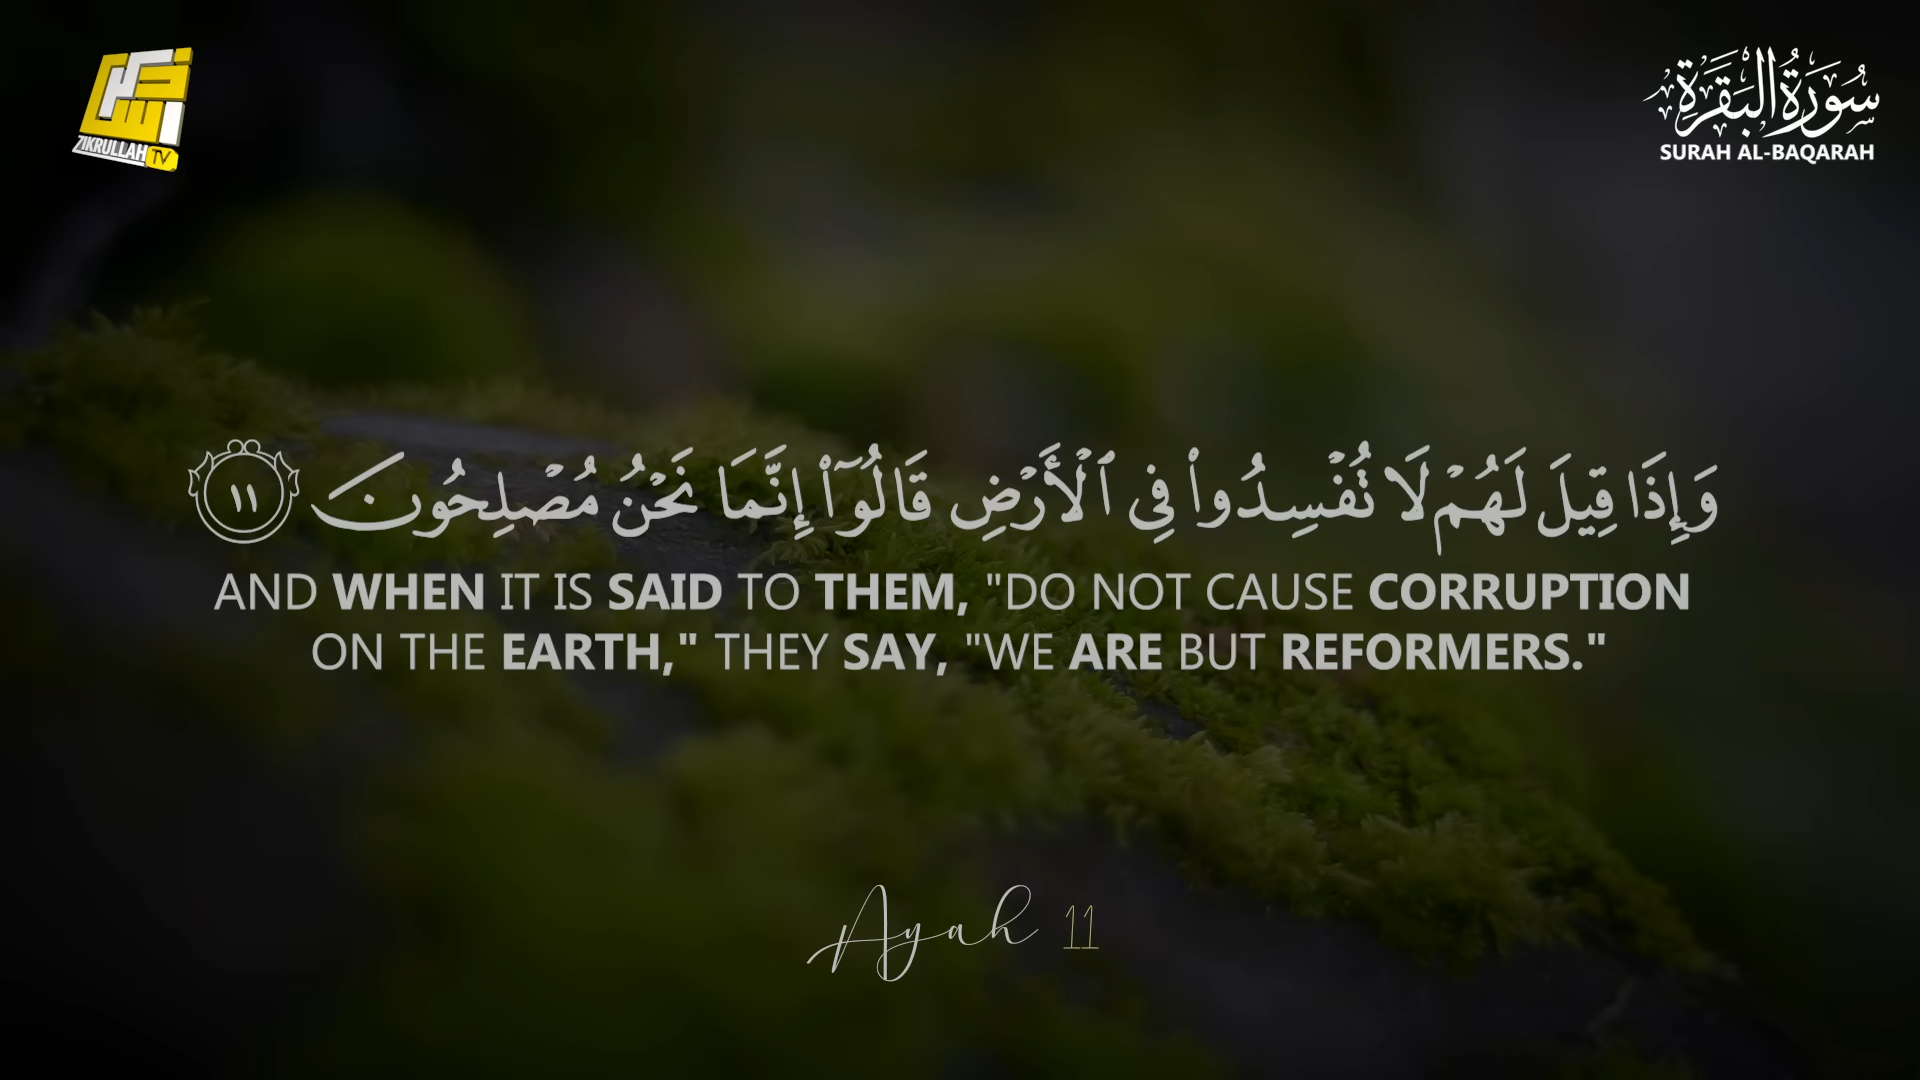 ZIKRULLAH TV
سُورَةُ الْبَقَرَةِ
SURAH AL-BAQARAH
وَإِذَا قِيلَ لَهُمْ لَا تُفْسِدُوا۟ فِى ٱلْأَرْضِ قَالُوٓا۟ إِنَّمَا نَحْنُ مُصْلِحُونَ ١١
AND WHEN IT IS SAID TO THEM, "DO NOT CAUSE CORRUPTION
ON THE EARTH," THEY SAY, "WE ARE BUT REFORMERS."
Ayah 11